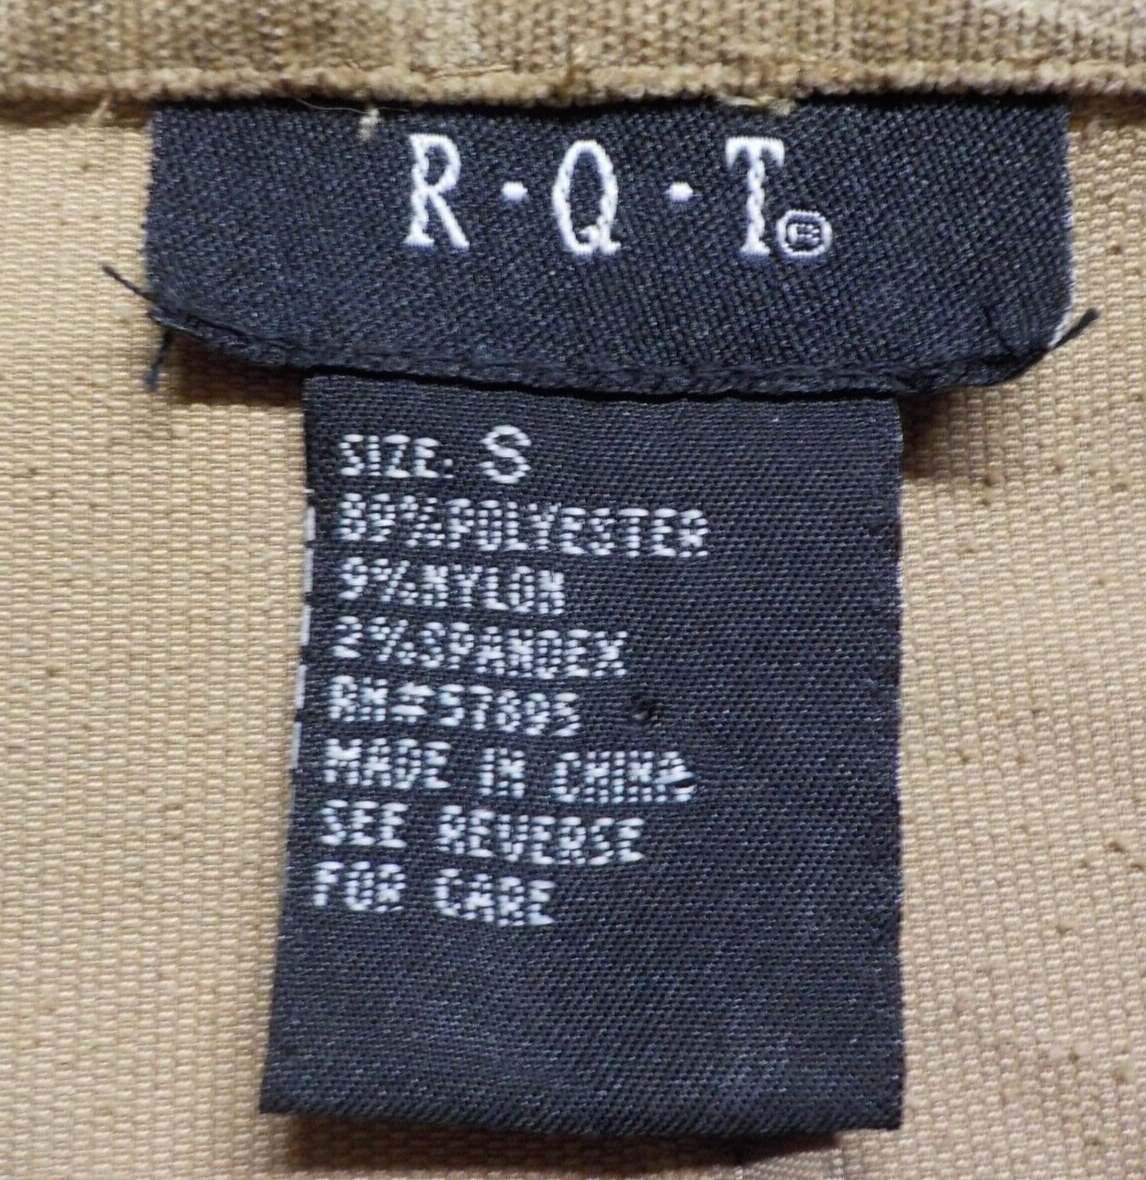 R·Q·T®
SIZE: S
89%POLYESTER
9%NYLON
2%SPANDEX
RN#57895
MADE IN CHINA
SEE REVERSE
FOR CARE